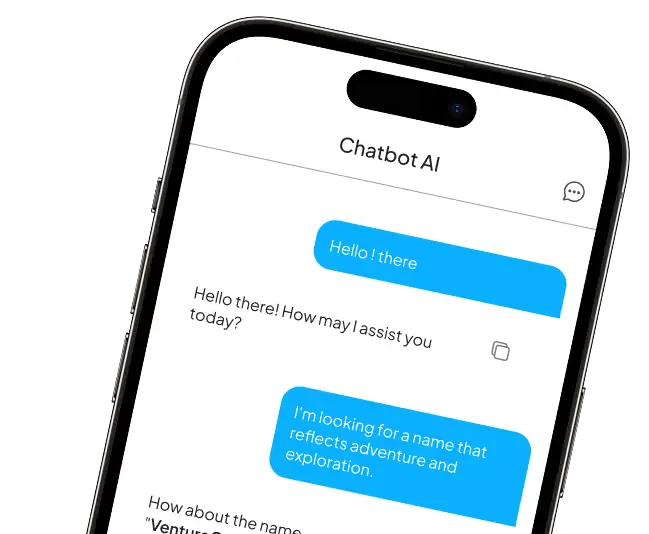 Chatbot AI
Hello ! there
Hello there! How may I assist you
today?
I'm looking for a name that
reflects adventure and
exploration.
How about the name